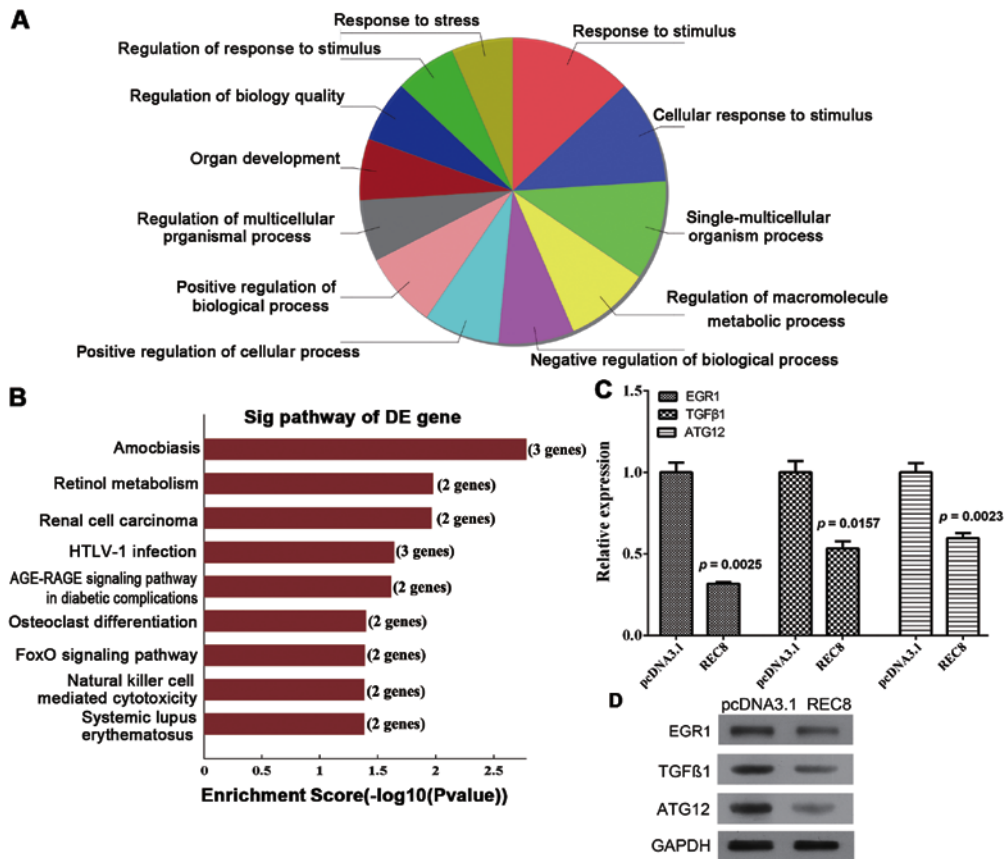 A
Response to stress
Regulation of response to stimulus
Regulation of biology quality
Organ development
Regulation of multicellular
prganismal process
Positive regulation of
biological process
Positive regulation of cellular process
Response to stimulus
Cellular response to stimulus
Single-multicellular
organism process
Regulation of macromolecule
metabolic process
Negative regulation of biological process
B
Sig pathway of DE gene
Amocbiasis
(3 genes)
Retinol metabolism
(2 genes)
Renal cell carcinoma
(2 genes)
HTLV-1 infection
(3 genes)
AGE-RAGE signaling pathway
in diabetic complications
(2 genes)
Osteoclast differentiation
(2 genes)
FoxO signaling pathway
(2 genes)
Natural killer cell
mediated cytotoxicity
(2 genes)
Systemic lupus
erythematosus
(2 genes)
0 0.5 1 1.5 2 2.5
Enrichment Score(-log10(Pvalue))
C
EGR1
TGFβ1
ATG12
Relative expression
1.5
1.0
0.5
0.0
p = 0.0025
p = 0.0157
p = 0.0023
pcDNA3.1
REC8
pcDNA3.1
REC8
pcDNA3.1
REC8
D
pcDNA3.1 REC8
EGR1
TGFß1
ATG12
GAPDH